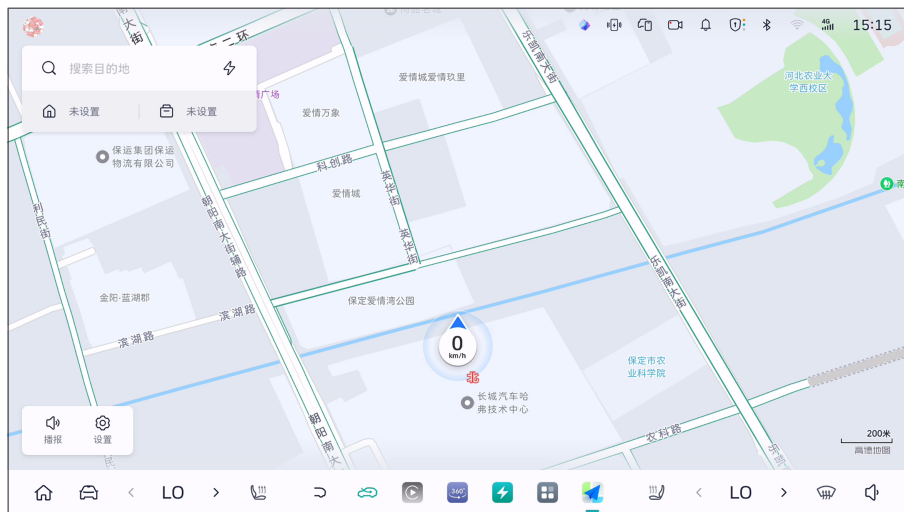 4G
15:15
大街
二环
搜索目的地
未设置
未设置
广场
爱情城爱情玖里
乐凯南大街
河北农业大
学西校区
爱情万象
保运集团保运
物流有限公司
科创路
爱情城
英华街
南
利民街
朝阳南大街辅路
英华街
乐凯南大街
金阳·蓝湖郡
保定爱情湾公园
滨湖路
滨湖路
0
km/h
北
保定市农
业科学院
长城汽车哈
弗技术中心
朝阳南大
农科路
乐凯
播报
设置
200米
高德地图
LO
360°
LO